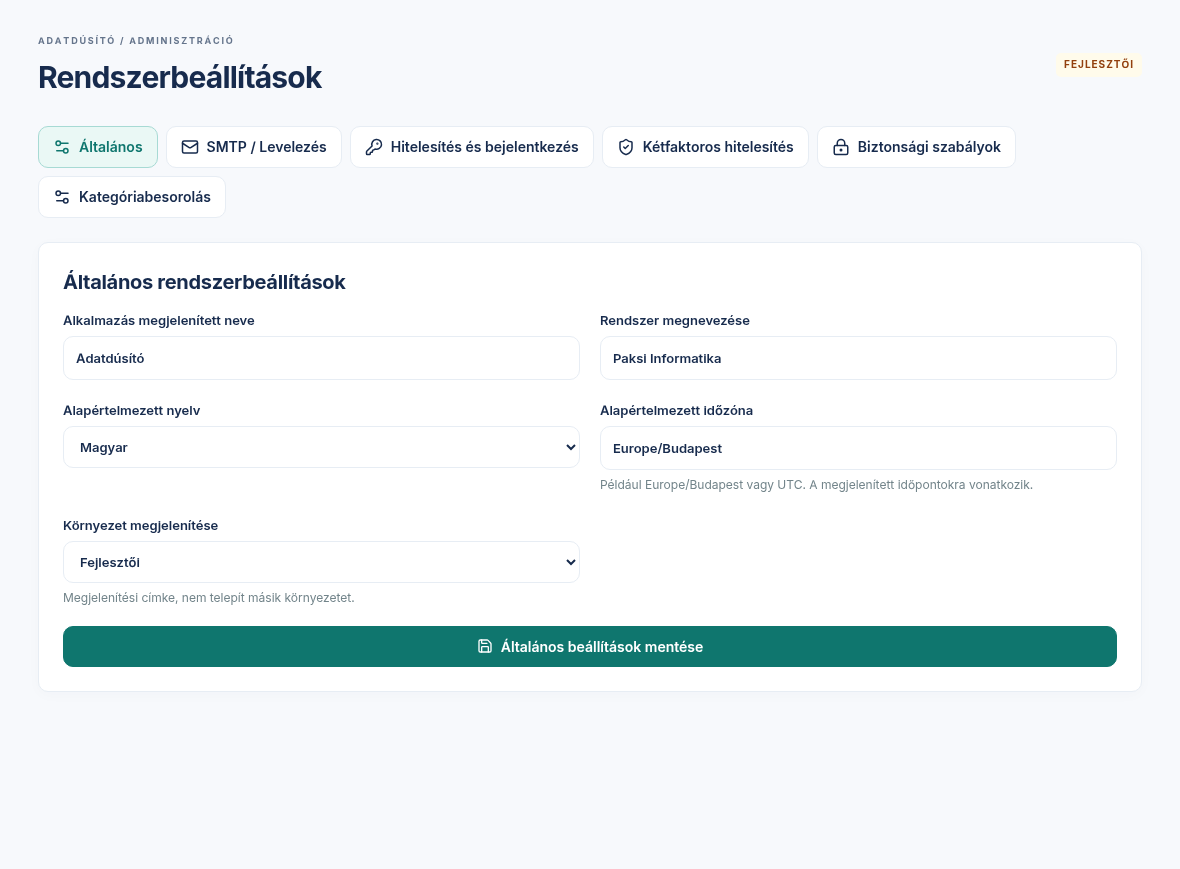 ADATDÚSÍTÓ / ADMINISZTRÁCIÓ
Rendszerbeállítások
FEJLESZTŐI
Általános
SMTP / Levelezés
Hitelesítés és bejelentkezés
Kétfaktoros hitelesítés
Biztonsági szabályok
Kategóriabesorolás
Általános rendszerbeállítások
Alkalmazás megjelenített neve
Rendszer megnevezése
Adatdúsító
Paksi Informatika
Alapértelmezett nyelv
Alapértelmezett időzóna
Magyar
Europe/Budapest
Például Europe/Budapest vagy UTC. A megjelenített időpontokra vonatkozik.
Környezet megjelenítése
Fejlesztői
Megjelenítési címke, nem telepít másik környezetet.
Általános beállítások mentése